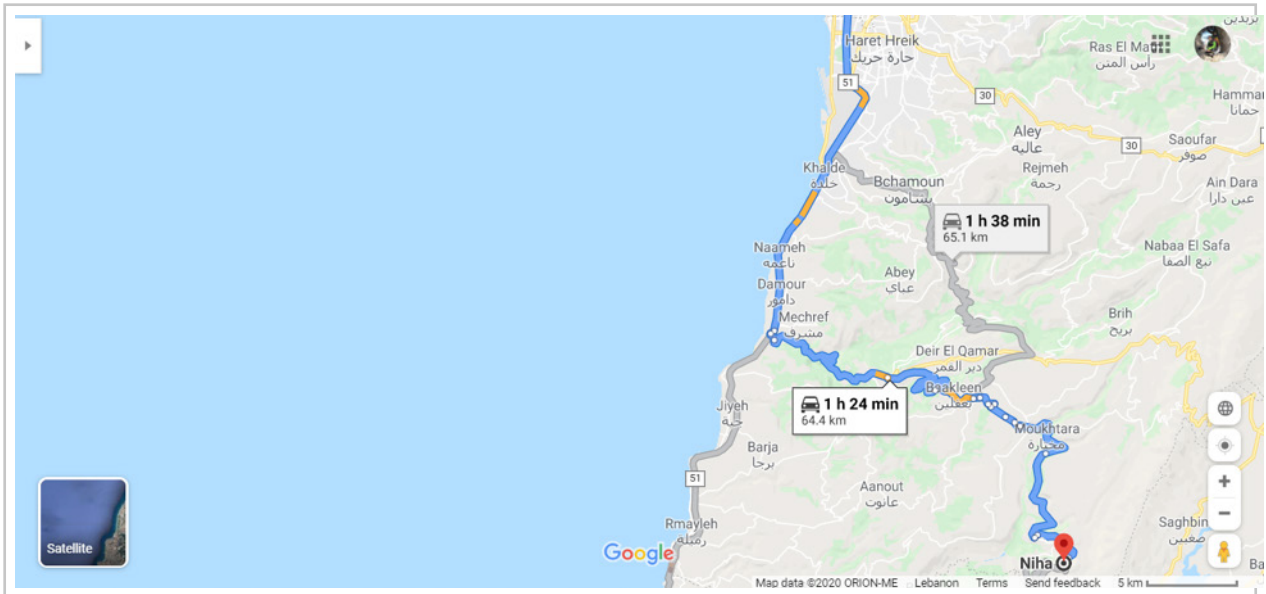 Haret Hreik
حارة حريك
Ras El Matn
رأس المتن
بزبدين
51
30
Hammana
حمانا
Aley
عاليه
30
Saoufar
صوفر
Khalde
خلدة
Bchamoun
بشامون
Rejmeh
رجمة
Ain Dara
عين دارا
1 h 38 min
65.1 km
Naameh
ناعمه
Nabaa El Safa
نبع الصفا
Abey
عباي
Damour
دامور
Mechref
مشرف
Brih
بريح
Deir El Qamar
دير القمر
Baakleen
بعقلين
1 h 24 min
64.4 km
Jiyeh
جية
Moukhtara
مختارة
Barja
برجا
51
Aanout
عانوت
Rmayleh
رميلة
Saghbin
صغبين
Satellite
Google
Niha
Ba
Map data ©2020 ORION-ME Lebanon Terms Send feedback 5 km